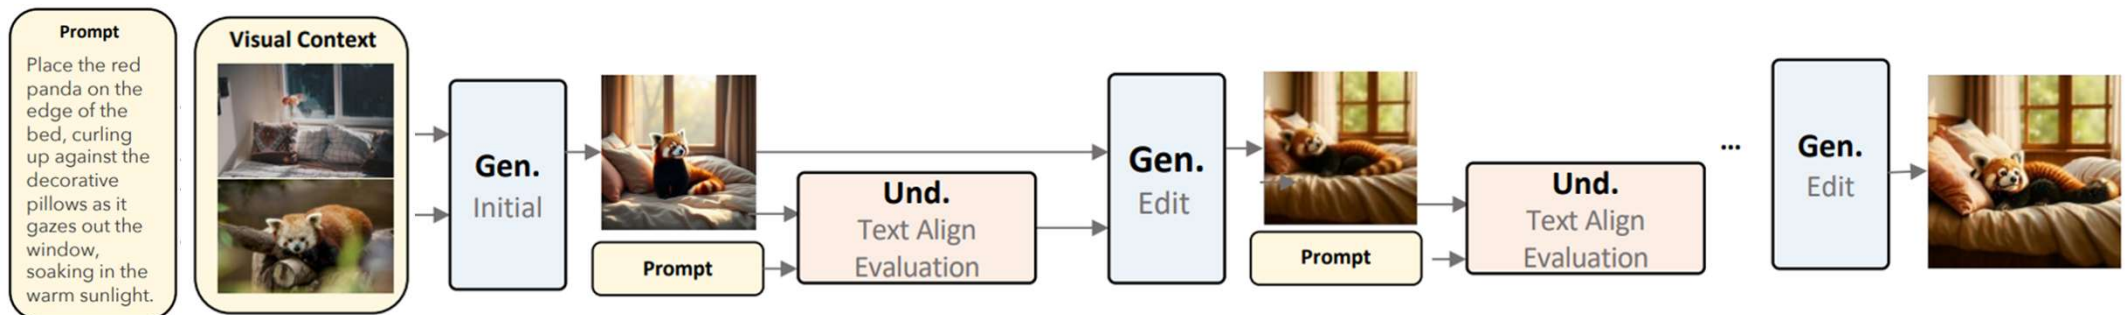 Prompt
Place the red
panda on the
edge of the
bed, curling
up against the
decorative
pillows as it
gazes out the
window,
soaking in the
warm sunlight.
Visual Context
Gen.
Initial
Prompt
Und.
Text Align
Evaluation
Gen.
Edit
Prompt
Und.
Text Align
Evaluation
...
Gen.
Edit